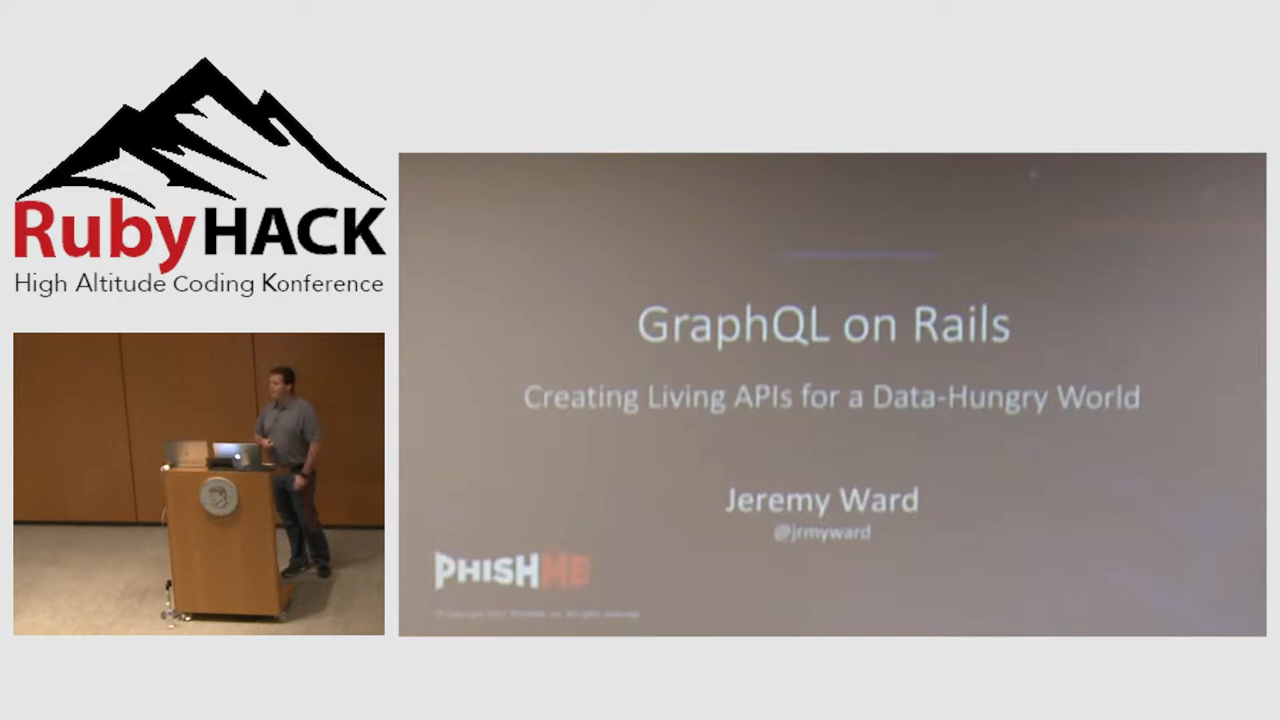 RubyHACK
High Altitude Coding Konference
GraphQL on Rails
Creating Living APIs for a Data-Hungry World
Jeremy Ward
@jrmyward
PHISHME